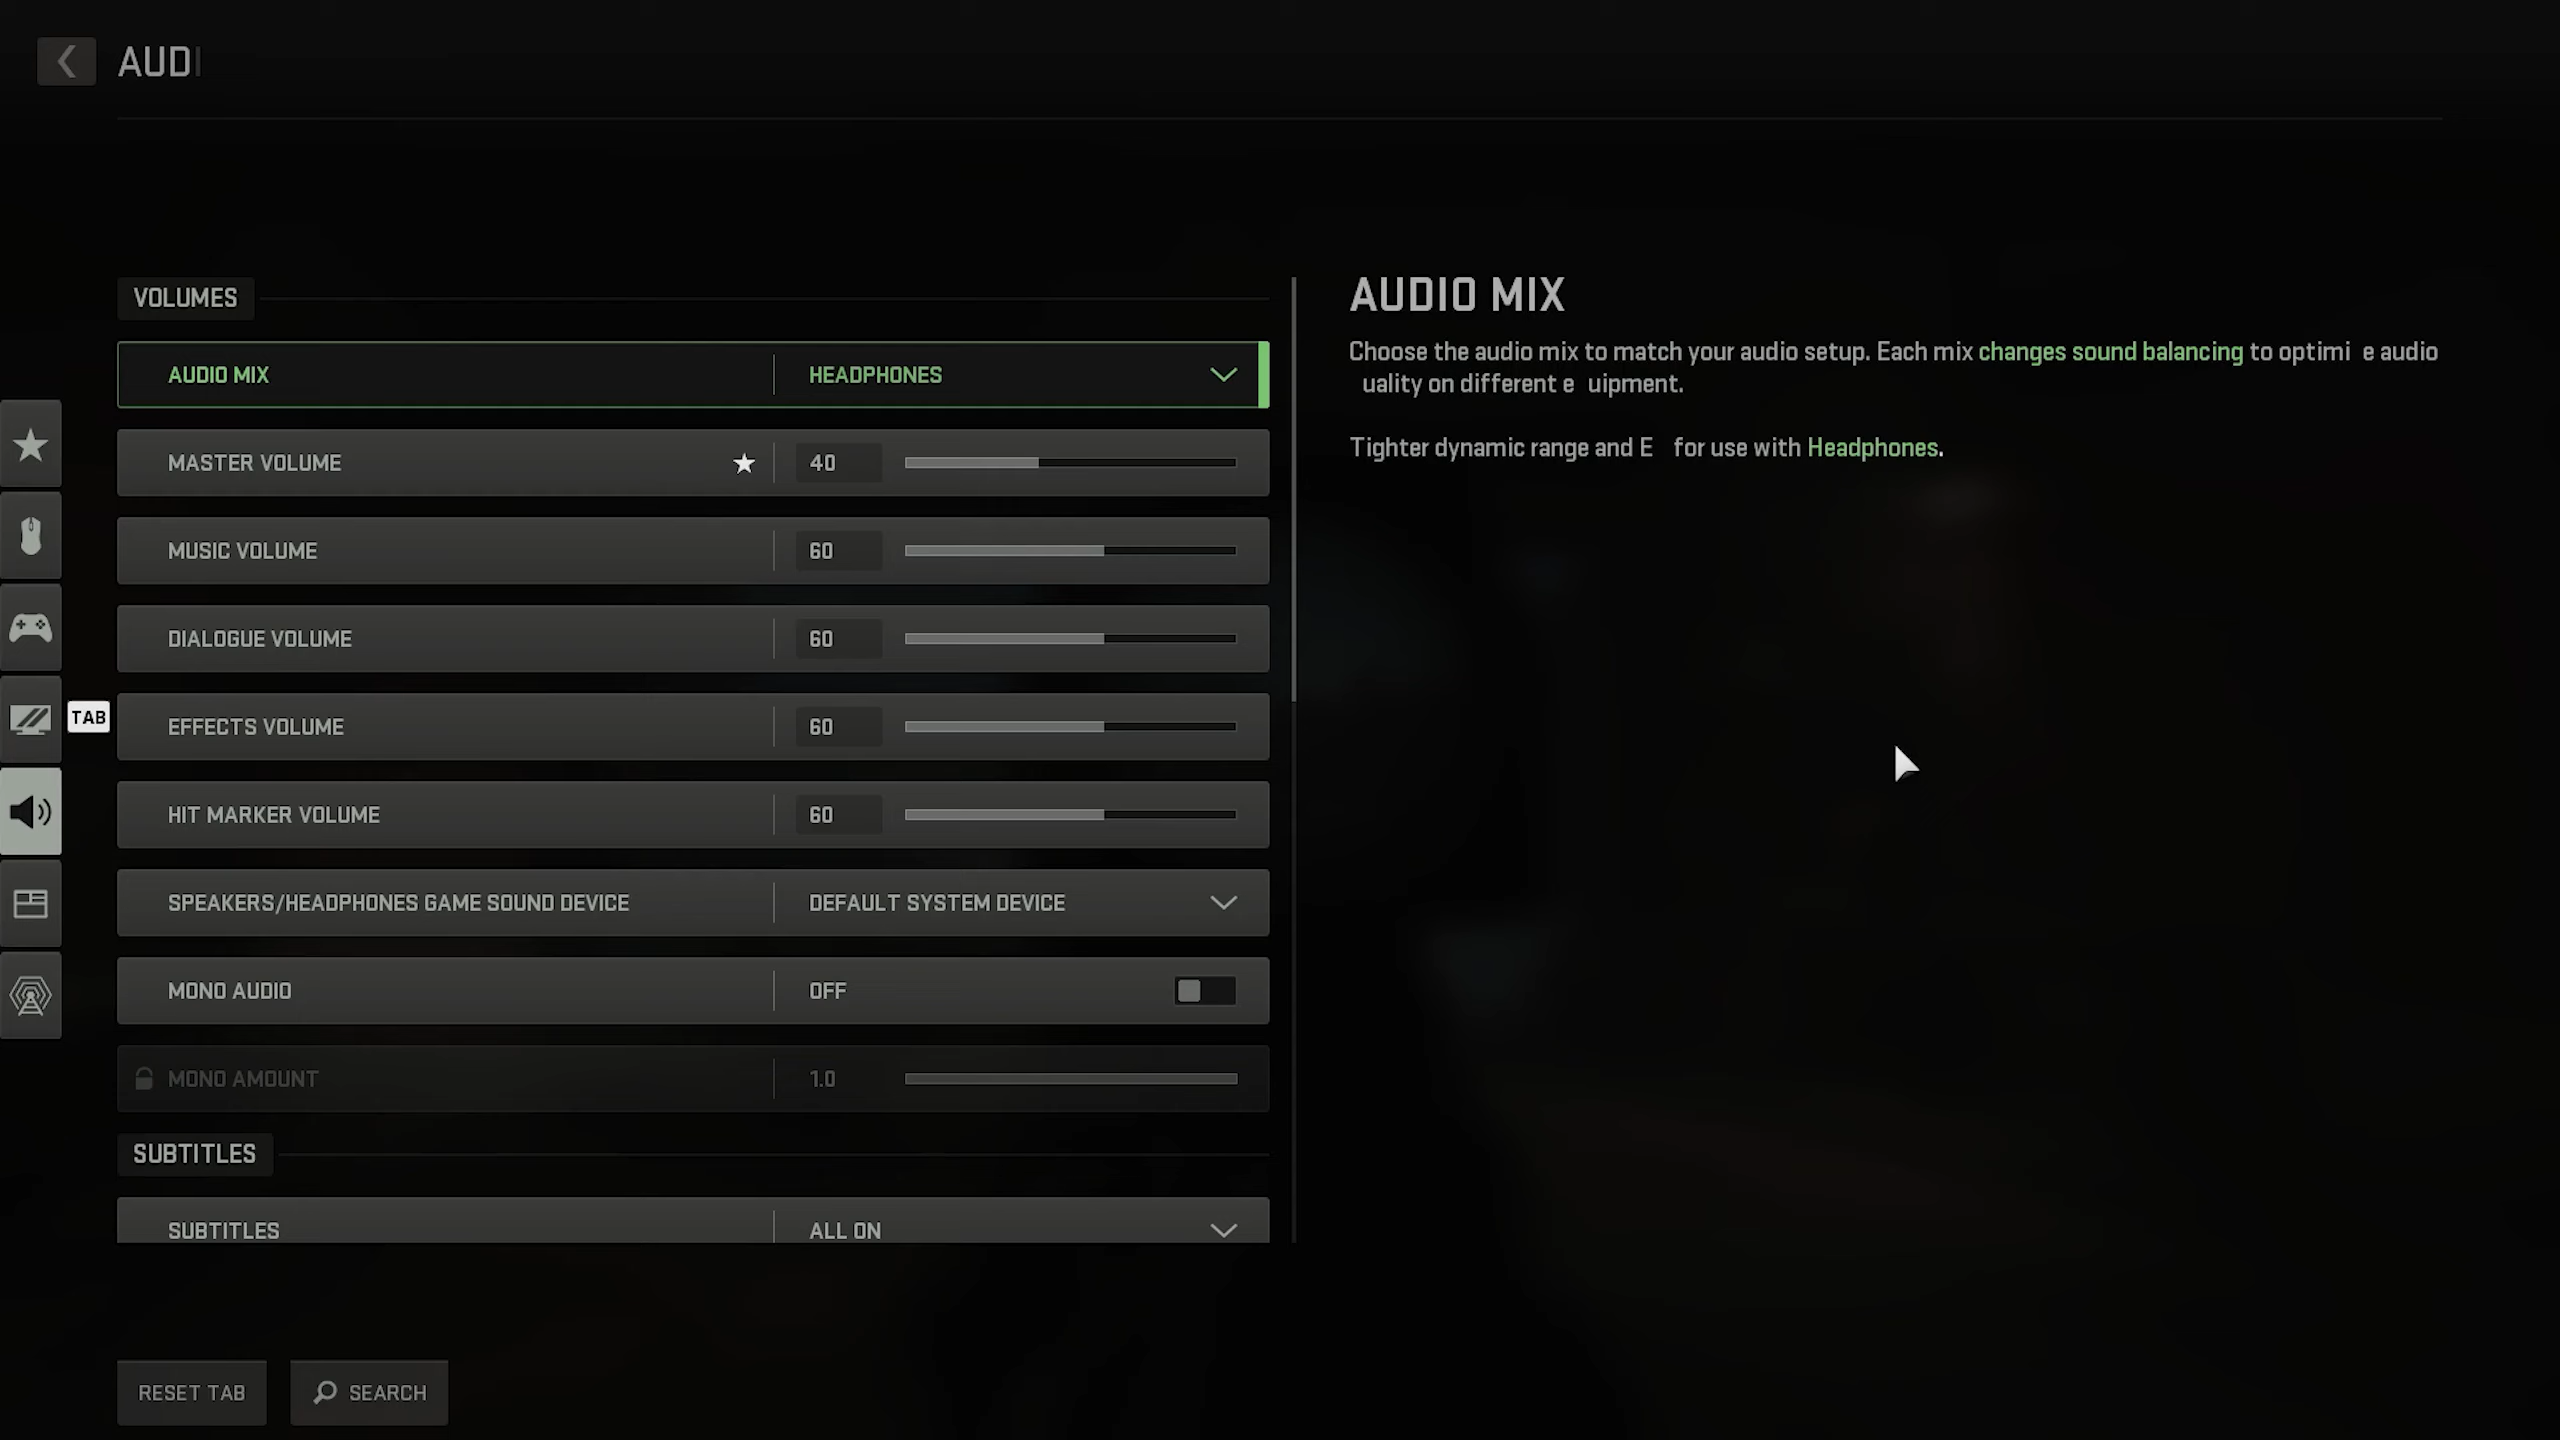 AUDI
VOLUMES
AUDIO MIX
HEADPHONES
MASTER VOLUME
40
MUSIC VOLUME
60
DIALOGUE VOLUME
60
TAB
EFFECTS VOLUME
60
HIT MARKER VOLUME
60
SPEAKERS/HEADPHONES GAME SOUND DEVICE
DEFAULT SYSTEM DEVICE
MONO AUDIO
OFF
MONO AMOUNT
1.0
SUBTITLES
SUBTITLES
ALL ON
RESET TAB
SEARCH
AUDIO MIX
Choose the audio mix to match your audio setup. Each mix changes sound balancing to optimi e audio
uality on different e uipment.
Tighter dynamic range and E for use with Headphones.